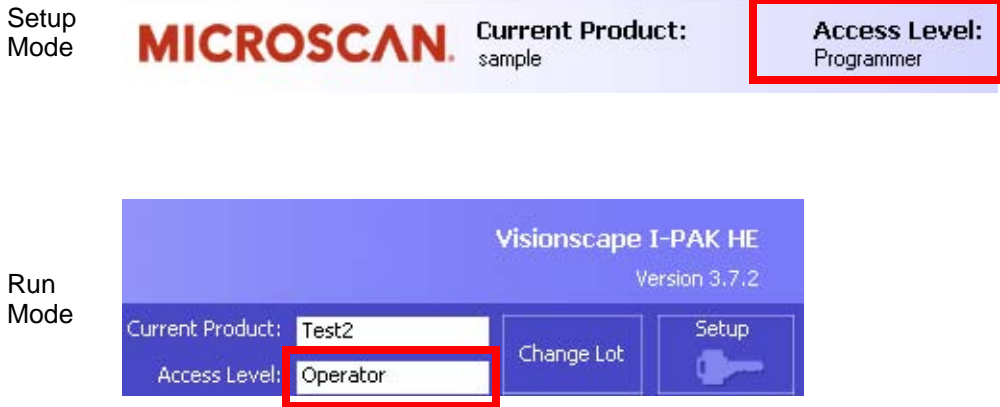 Setup
Mode
MICROSCAN.
Current Product:
sample
Access Level:
Programmer
Run
Mode
Visionscape I-PAK HE
Version 3.7.2
Current Product: Test2
Access Level: Operator
Change Lot
Setup